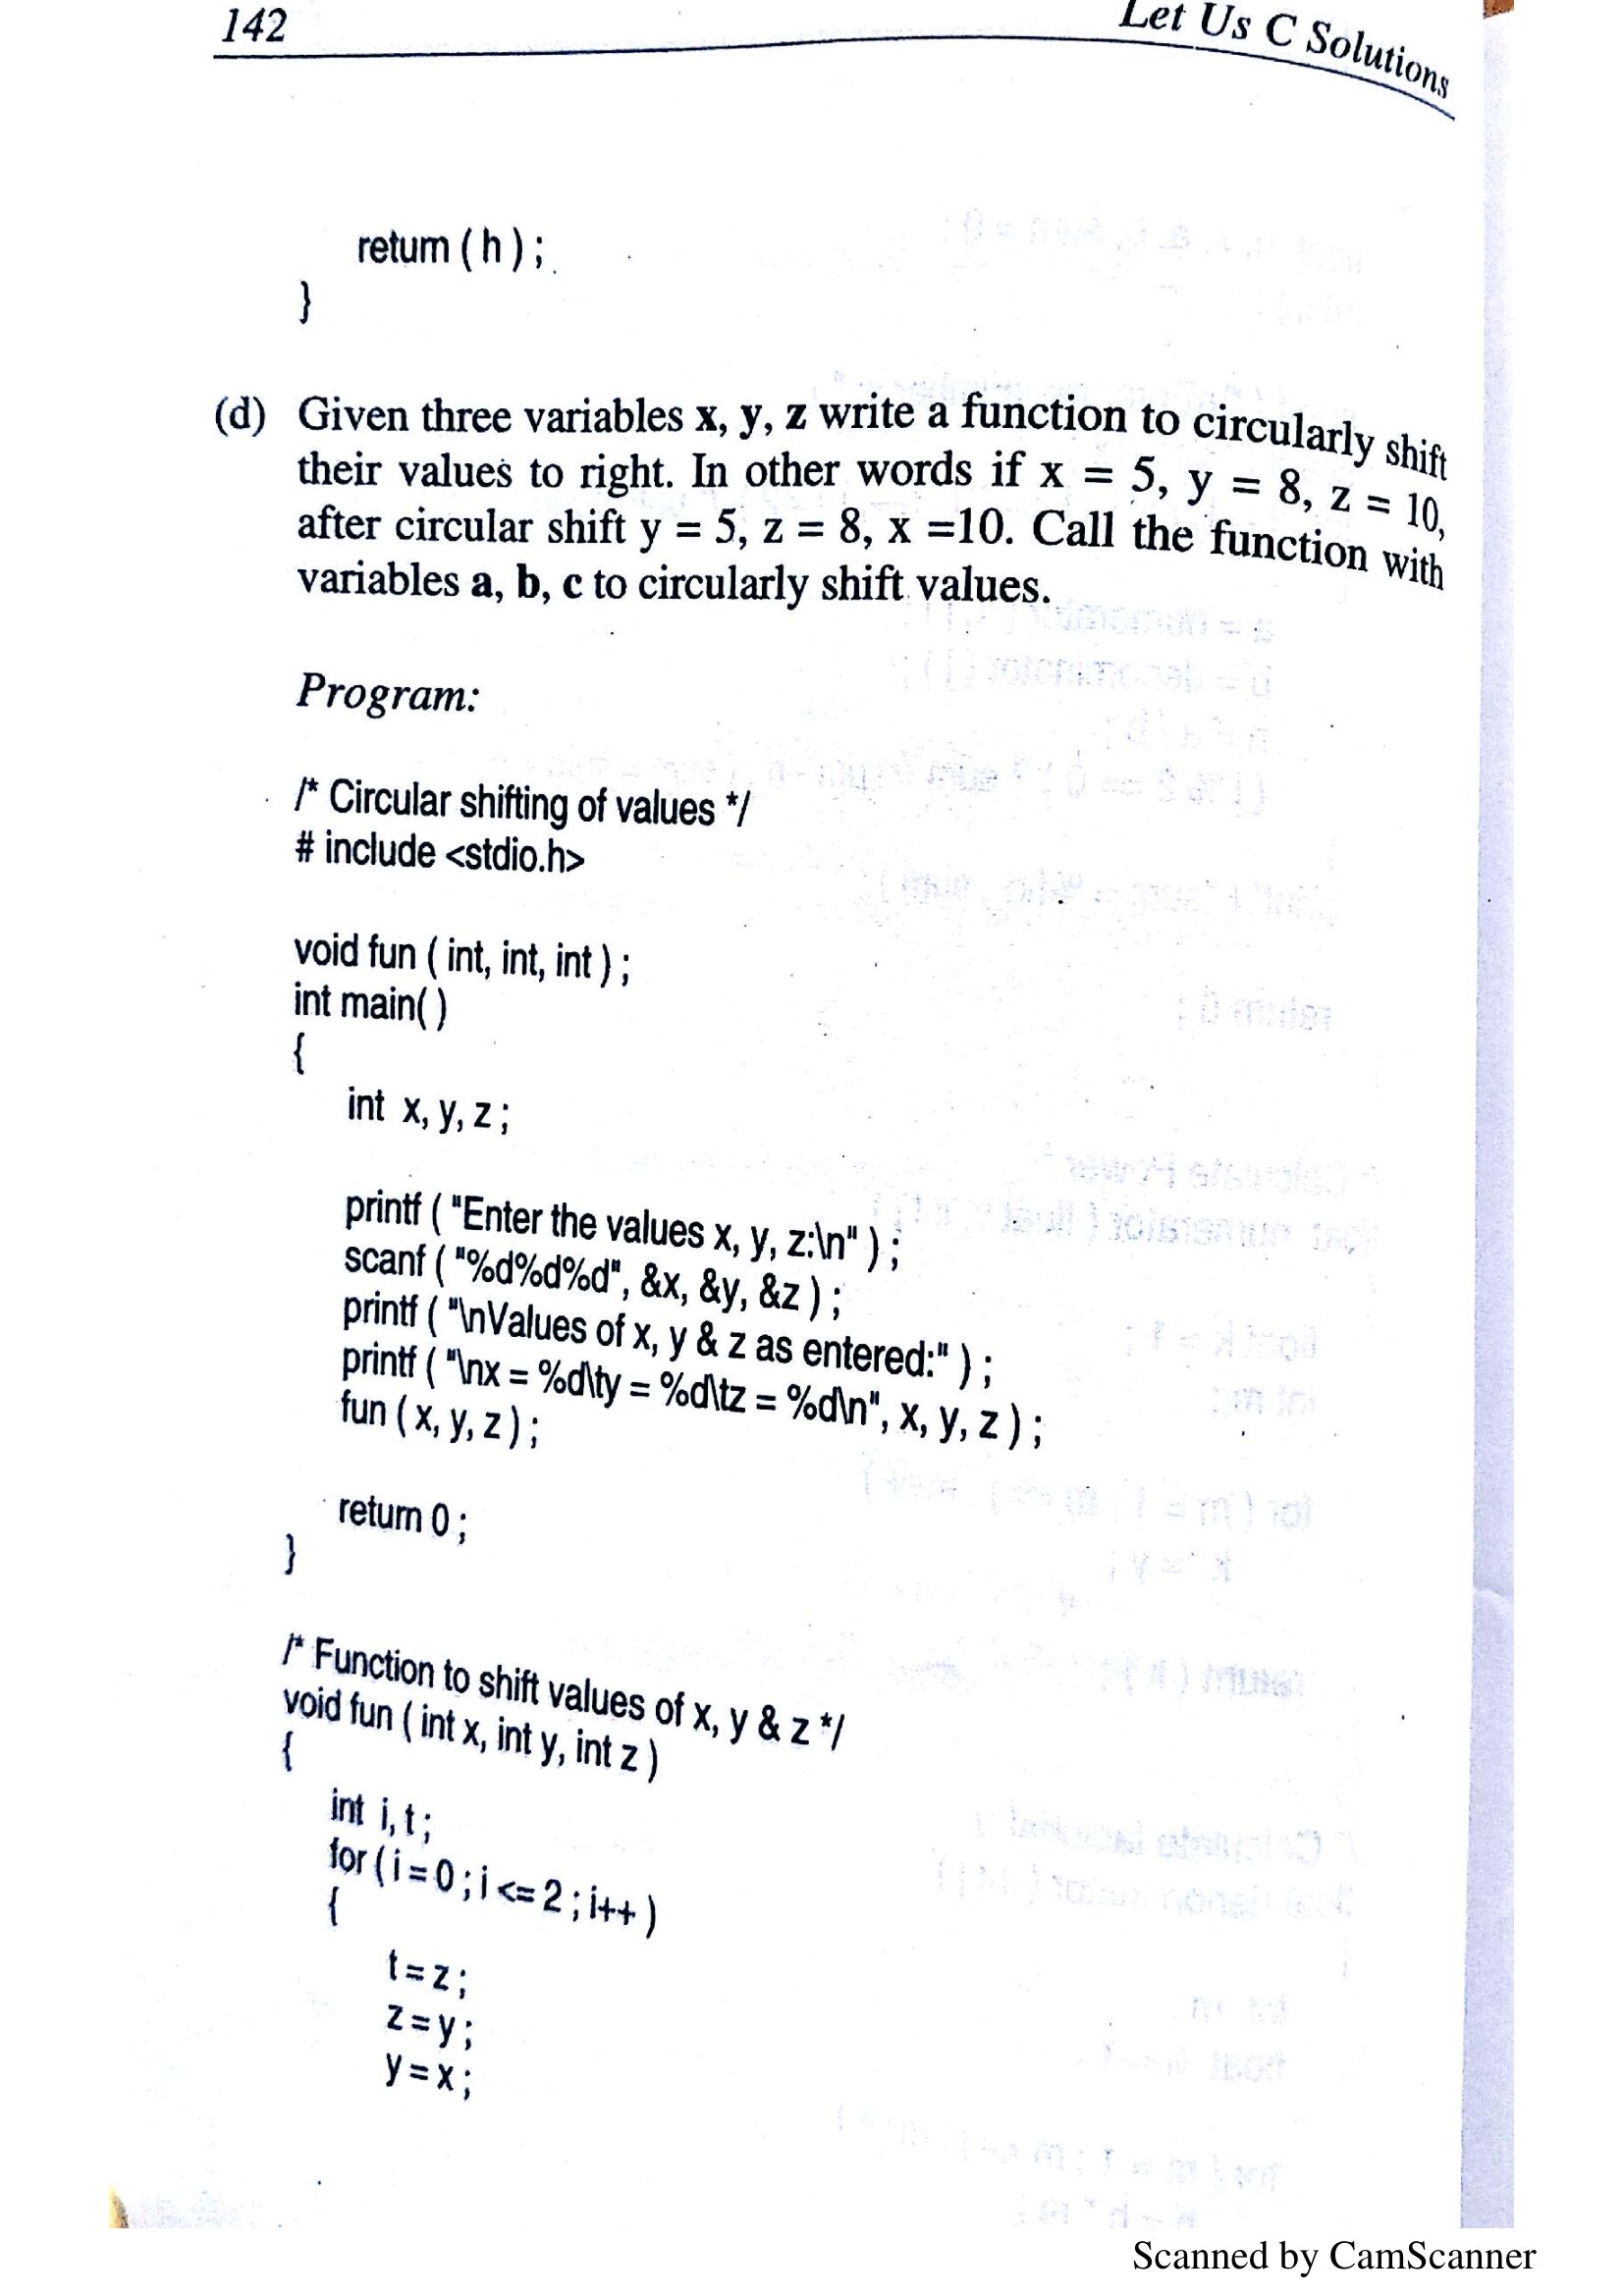 142
Let Us C Solutions
return ( h ) ;
}
(d) Given three variables x, y, z write a function to circularly shift
their values to right. In other words if x = 5, y = 8, z = 10,
after circular shift y = 5, z = 8, x =10. Call the function with
variables a, b, c to circularly shift values.
Program:
/* Circular shifting of values */
# include <stdio.h>
void fun ( int, int, int ) ;
int main( )
{
int x, y, z ;
printf ( "Enter the values x, y, z:\n" ) ;
scanf ( "%d%d%d", &x, &y, &z ) ;
printf ( "\nValues of x, y & z as entered:" ) ;
printf ( "\nx = %d\ty = %d\tz = %d\n", x, y, z ) ;
fun ( x, y, z ) ;
return 0 ;
}
/* Function to shift values of x, y & z */
void fun ( int x, int y, int z )
{
int i, t ;
for ( i = 0 ; i <= 2 ; i++ )
{
t = z ;
z = y ;
y = x ;
Scanned by CamScanner